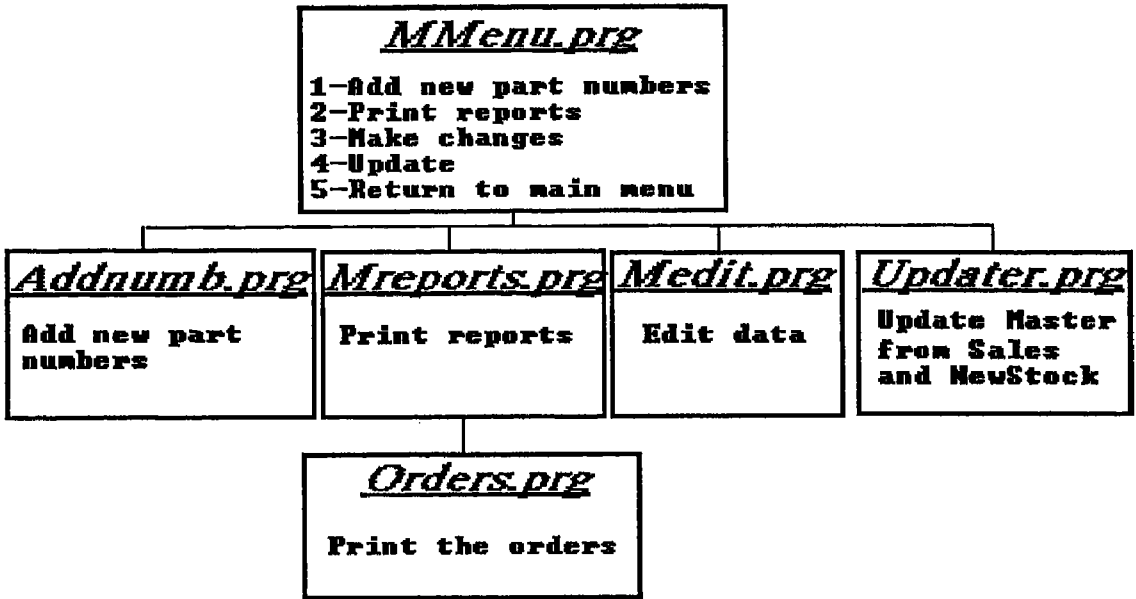 MMenu.prg
1-Add new part numbers
2-Print reports
3-Make changes
4-Update
5-Return to main menu
Addnumb.prg
Add new part
numbers
Mreports.prg
Print reports
Medit.prg
Edit data
Updater.prg
Update Master
from Sales
and NewStock
Orders.prg
Print the orders